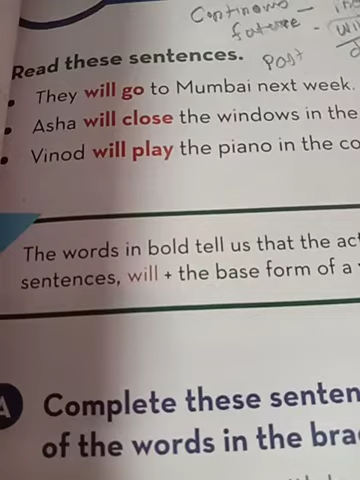 Continuous –
future –
Past
Read these sentences.
• They will go to Mumbai next week.
• Asha will close the windows in the
• Vinod will play the piano in the co
The words in bold tell us that the act
sentences, will + the base form of a
A Complete these senten
of the words in the bra